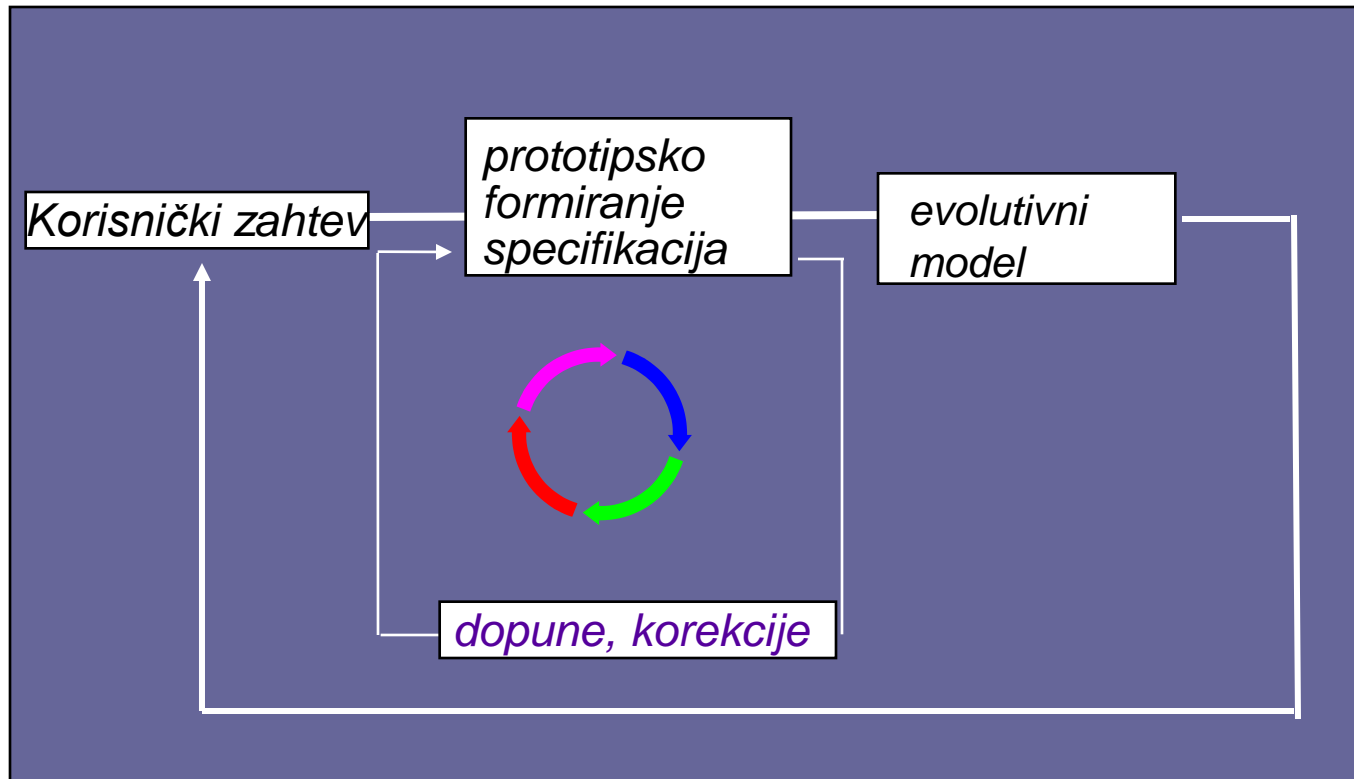 Korisnički zahtev
prototipsko
formiranje
specifikacija
evolutivni
model
dopune, korekcije